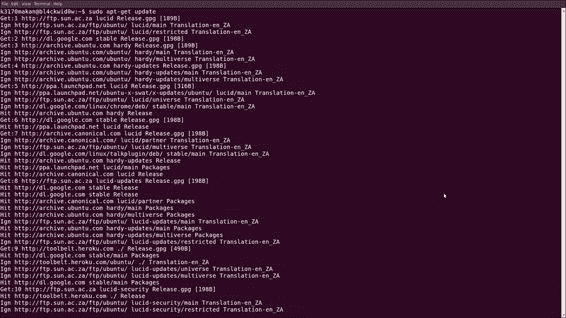 File Edit View Terminal Help
k3170makan@bl4ckwid0w:~$ sudo apt-get update
Get:1 http://ftp.sun.ac.za lucid Release.gpg [189B]
Ign http://ftp.sun.ac.za/ftp/ubuntu/ lucid/main Translation-en_ZA
Ign http://ftp.sun.ac.za/ftp/ubuntu/ lucid/restricted Translation-en_ZA
Get:2 http://dl.google.com stable Release.gpg [198B]
Get:3 http://archive.ubuntu.com hardy Release.gpg [189B]
Ign http://archive.ubuntu.com/ubuntu/ hardy/main Translation-en_ZA
Ign http://archive.ubuntu.com/ubuntu/ hardy/multiverse Translation-en_ZA
Get:4 http://archive.ubuntu.com hardy-updates Release.gpg [198B]
Ign http://archive.ubuntu.com/ubuntu/ hardy-updates/main Translation-en_ZA
Ign http://archive.ubuntu.com/ubuntu/ hardy-updates/multiverse Translation-en_ZA
Get:5 http://ppa.launchpad.net lucid Release.gpg [316B]
Ign http://ppa.launchpad.net/ubuntu-x-swat/x-updates/ubuntu/ lucid/main Translation-en_ZA
Ign http://ftp.sun.ac.za/ftp/ubuntu/ lucid/universe Translation-en_ZA
Ign http://dl.google.com/linux/chrome/deb/ stable/main Translation-en_ZA
Hit http://archive.ubuntu.com hardy Release
Get:6 http://dl.google.com stable Release.gpg [198B]
Hit http://ppa.launchpad.net lucid Release
Get:7 http://archive.canonical.com lucid Release.gpg [198B]
Ign http://archive.canonical.com/ lucid/partner Translation-en_ZA
Ign http://ftp.sun.ac.za/ftp/ubuntu/ lucid/multiverse Translation-en_ZA
Ign http://dl.google.com/linux/talkplugin/deb/ stable/main Translation-en_ZA
Hit http://archive.ubuntu.com hardy-updates Release
Hit http://ppa.launchpad.net lucid/main Packages
Hit http://archive.canonical.com lucid Release
Get:8 http://ftp.sun.ac.za lucid-updates Release.gpg [198B]
Hit http://dl.google.com stable Release
Hit http://dl.google.com stable Release
Hit http://archive.canonical.com lucid/partner Packages
Hit http://archive.ubuntu.com hardy/main Packages
Hit http://archive.ubuntu.com hardy/multiverse Packages
Ign http://ftp.sun.ac.za/ftp/ubuntu/ lucid-updates/main Translation-en_ZA
Hit http://archive.ubuntu.com hardy-updates/main Packages
Hit http://archive.ubuntu.com hardy-updates/multiverse Packages
Ign http://ftp.sun.ac.za/ftp/ubuntu/ lucid-updates/restricted Translation-en_ZA
Get:9 http://toolbelt.heroku.com ./ Release.gpg [490B]
Hit http://dl.google.com stable/main Packages
Ign http://toolbelt.heroku.com/ubuntu/ ./ Translation-en_ZA
Ign http://ftp.sun.ac.za/ftp/ubuntu/ lucid-updates/universe Translation-en_ZA
Ign http://ftp.sun.ac.za/ftp/ubuntu/ lucid-updates/multiverse Translation-en_ZA
Hit http://dl.google.com stable/main Packages
Get:10 http://ftp.sun.ac.za lucid-security Release.gpg [198B]
Hit http://toolbelt.heroku.com ./ Release
Ign http://ftp.sun.ac.za/ftp/ubuntu/ lucid-security/main Translation-en_ZA
Ign http://ftp.sun.ac.za/ftp/ubuntu/ lucid-security/restricted Translation-en_ZA